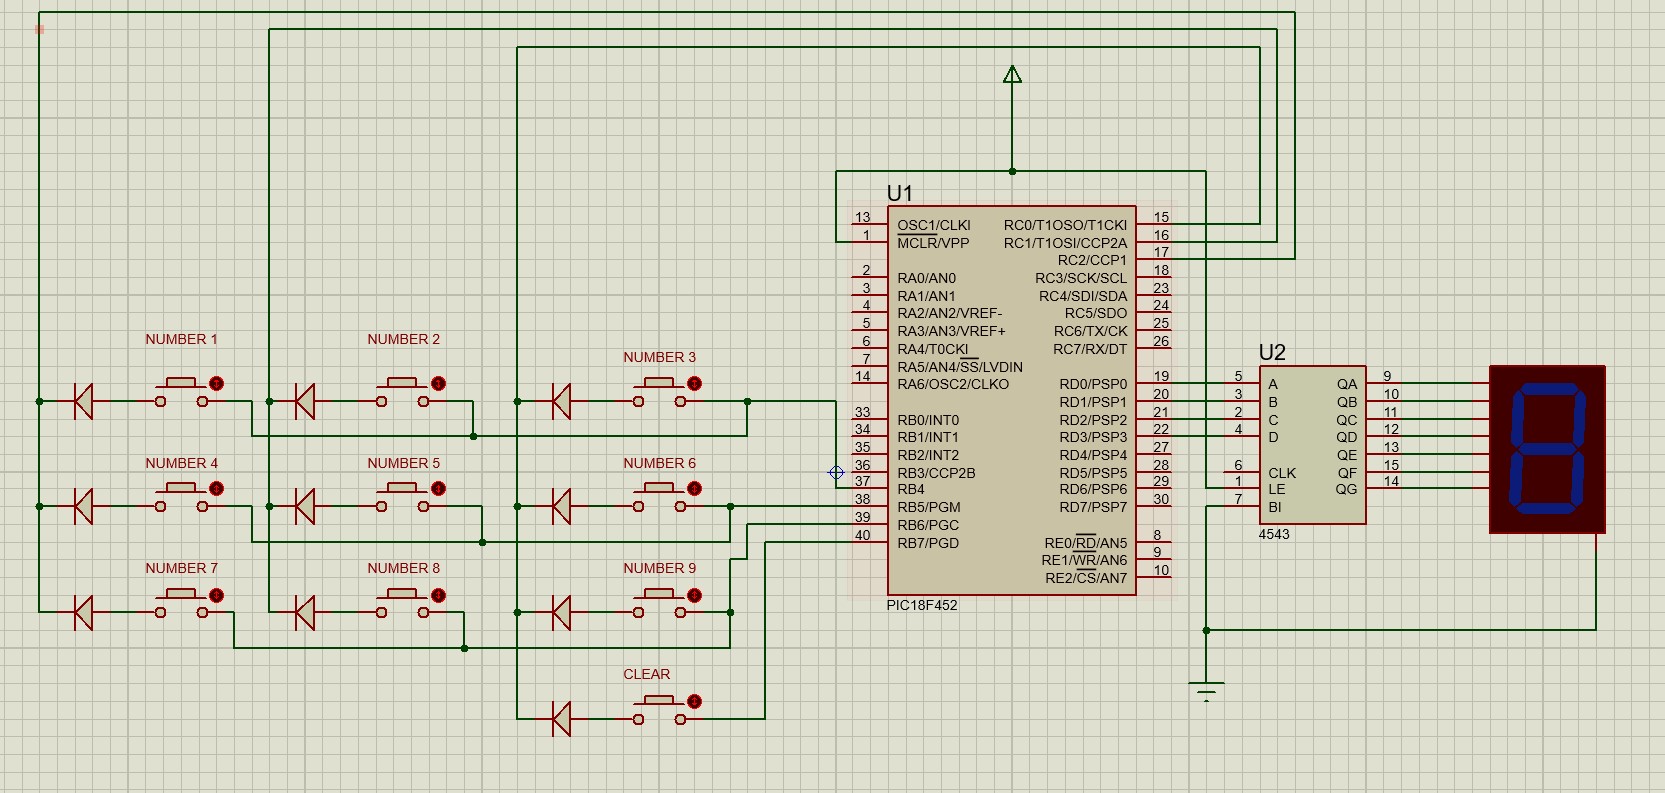 U1
13 OSC1/CLKI RC0/T1OSO/T1CKI 15
1 MCLR/VPP RC1/T1OSI/CCP2A 16
RC2/CCP1 17
2 RA0/AN0 RC3/SCK/SCL 18
3 RA1/AN1 RC4/SDI/SDA 23
4 RA2/AN2/VREF- RC5/SDO 24
5 RA3/AN3/VREF+ RC6/TX/CK 25
6 RA4/T0CKI RC7/RX/DT 26
7 RA5/AN4/SS/LVDIN
14 RA6/OSC2/CLKO RD0/PSP0 19
RD1/PSP1 20
33 RB0/INT0 RD2/PSP2 21
34 RB1/INT1 RD3/PSP3 22
35 RB2/INT2 RD4/PSP4 27
36 RB3/CCP2B RD5/PSP5 28
37 RB4 RD6/PSP6 29
38 RB5/PGM RD7/PSP7 30
39 RB6/PGC
40 RB7/PGD RE0/RD/AN5 8
RE1/WR/AN6 9
RE2/CS/AN7 10
PIC18F452
NUMBER 1 NUMBER 2 NUMBER 3
NUMBER 4 NUMBER 5 NUMBER 6
NUMBER 7 NUMBER 8 NUMBER 9
CLEAR
U2
5 A QA 9
3 B QB 10
2 C QC 11
4 D QD 12
QE 13
6 CLK QF 15
1 LE QG 14
7 BI
4543